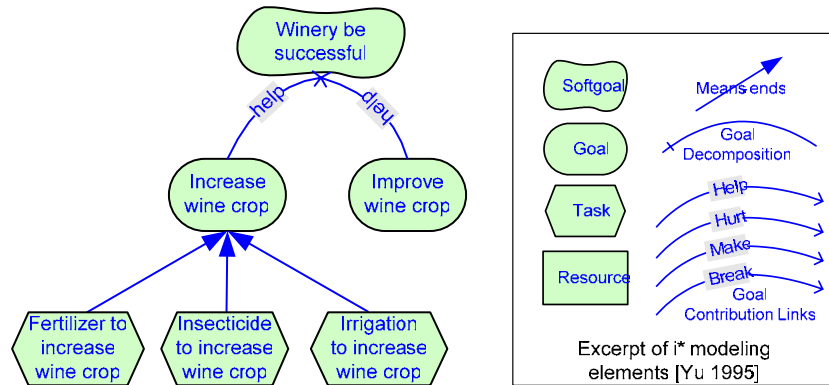 Winery be
successful
help
help
Increase
wine crop
Improve
wine crop
Fertilizer to
increase
wine crop
Insecticide
to increase
wine crop
Irrigation
to increase
wine crop
Softgoal
Means-ends
Goal
Goal
Decomposition
Task
Help
Hurt
Make
Resource
Break
Goal
Contribution Links
Excerpt of i* modeling
elements [Yu 1995]